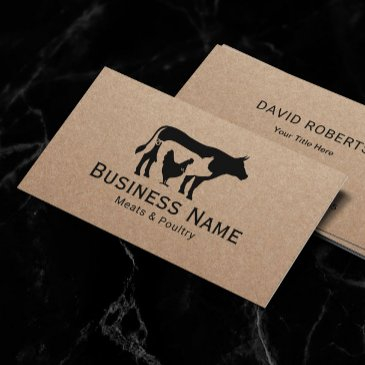 BUSINESS NAME
Meats & Poultry
DAVID ROBERTS
Your Title Here